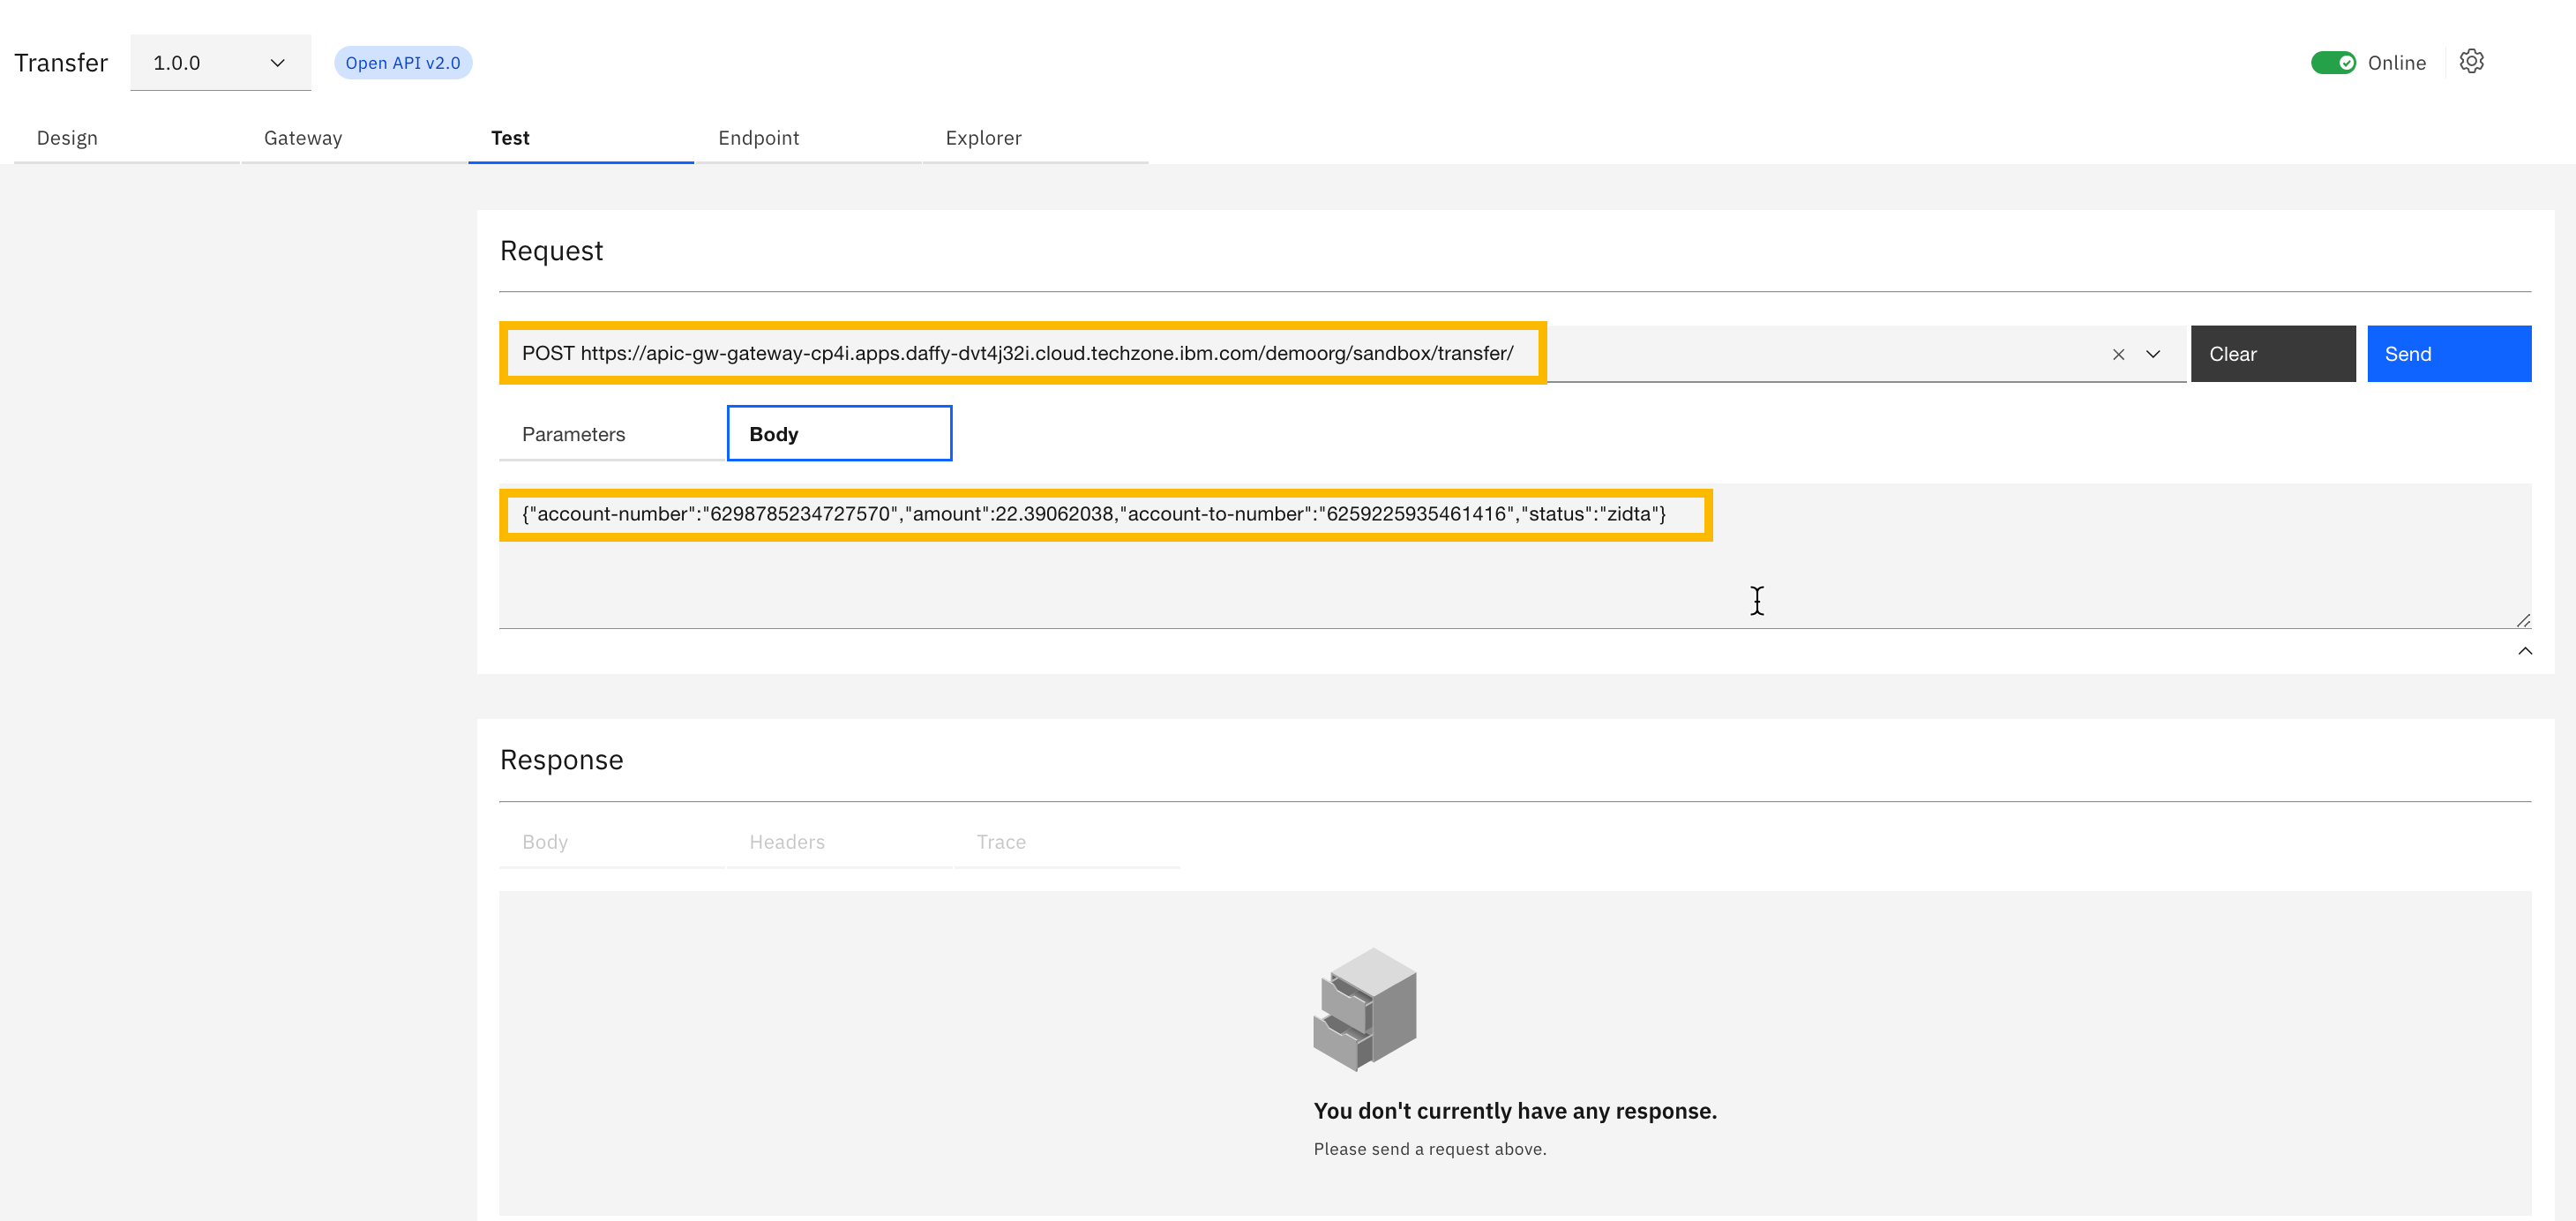 Transfer 1.0.0 Open API v2.0 Online
Design Gateway Test Endpoint Explorer
Request
POST https://apic-gw-gateway-cp4i.apps.daffy-dvt4j32i.cloud.techzone.ibm.com/demoorg/sandbox/transfer/ Clear Send
Parameters Body
{"account-number":"6298785234727570","amount":22.39062038,"account-to-number":"6259225935461416","status":"zidta"}
Response
Body Headers Trace
You don't currently have any response.
Please send a request above.